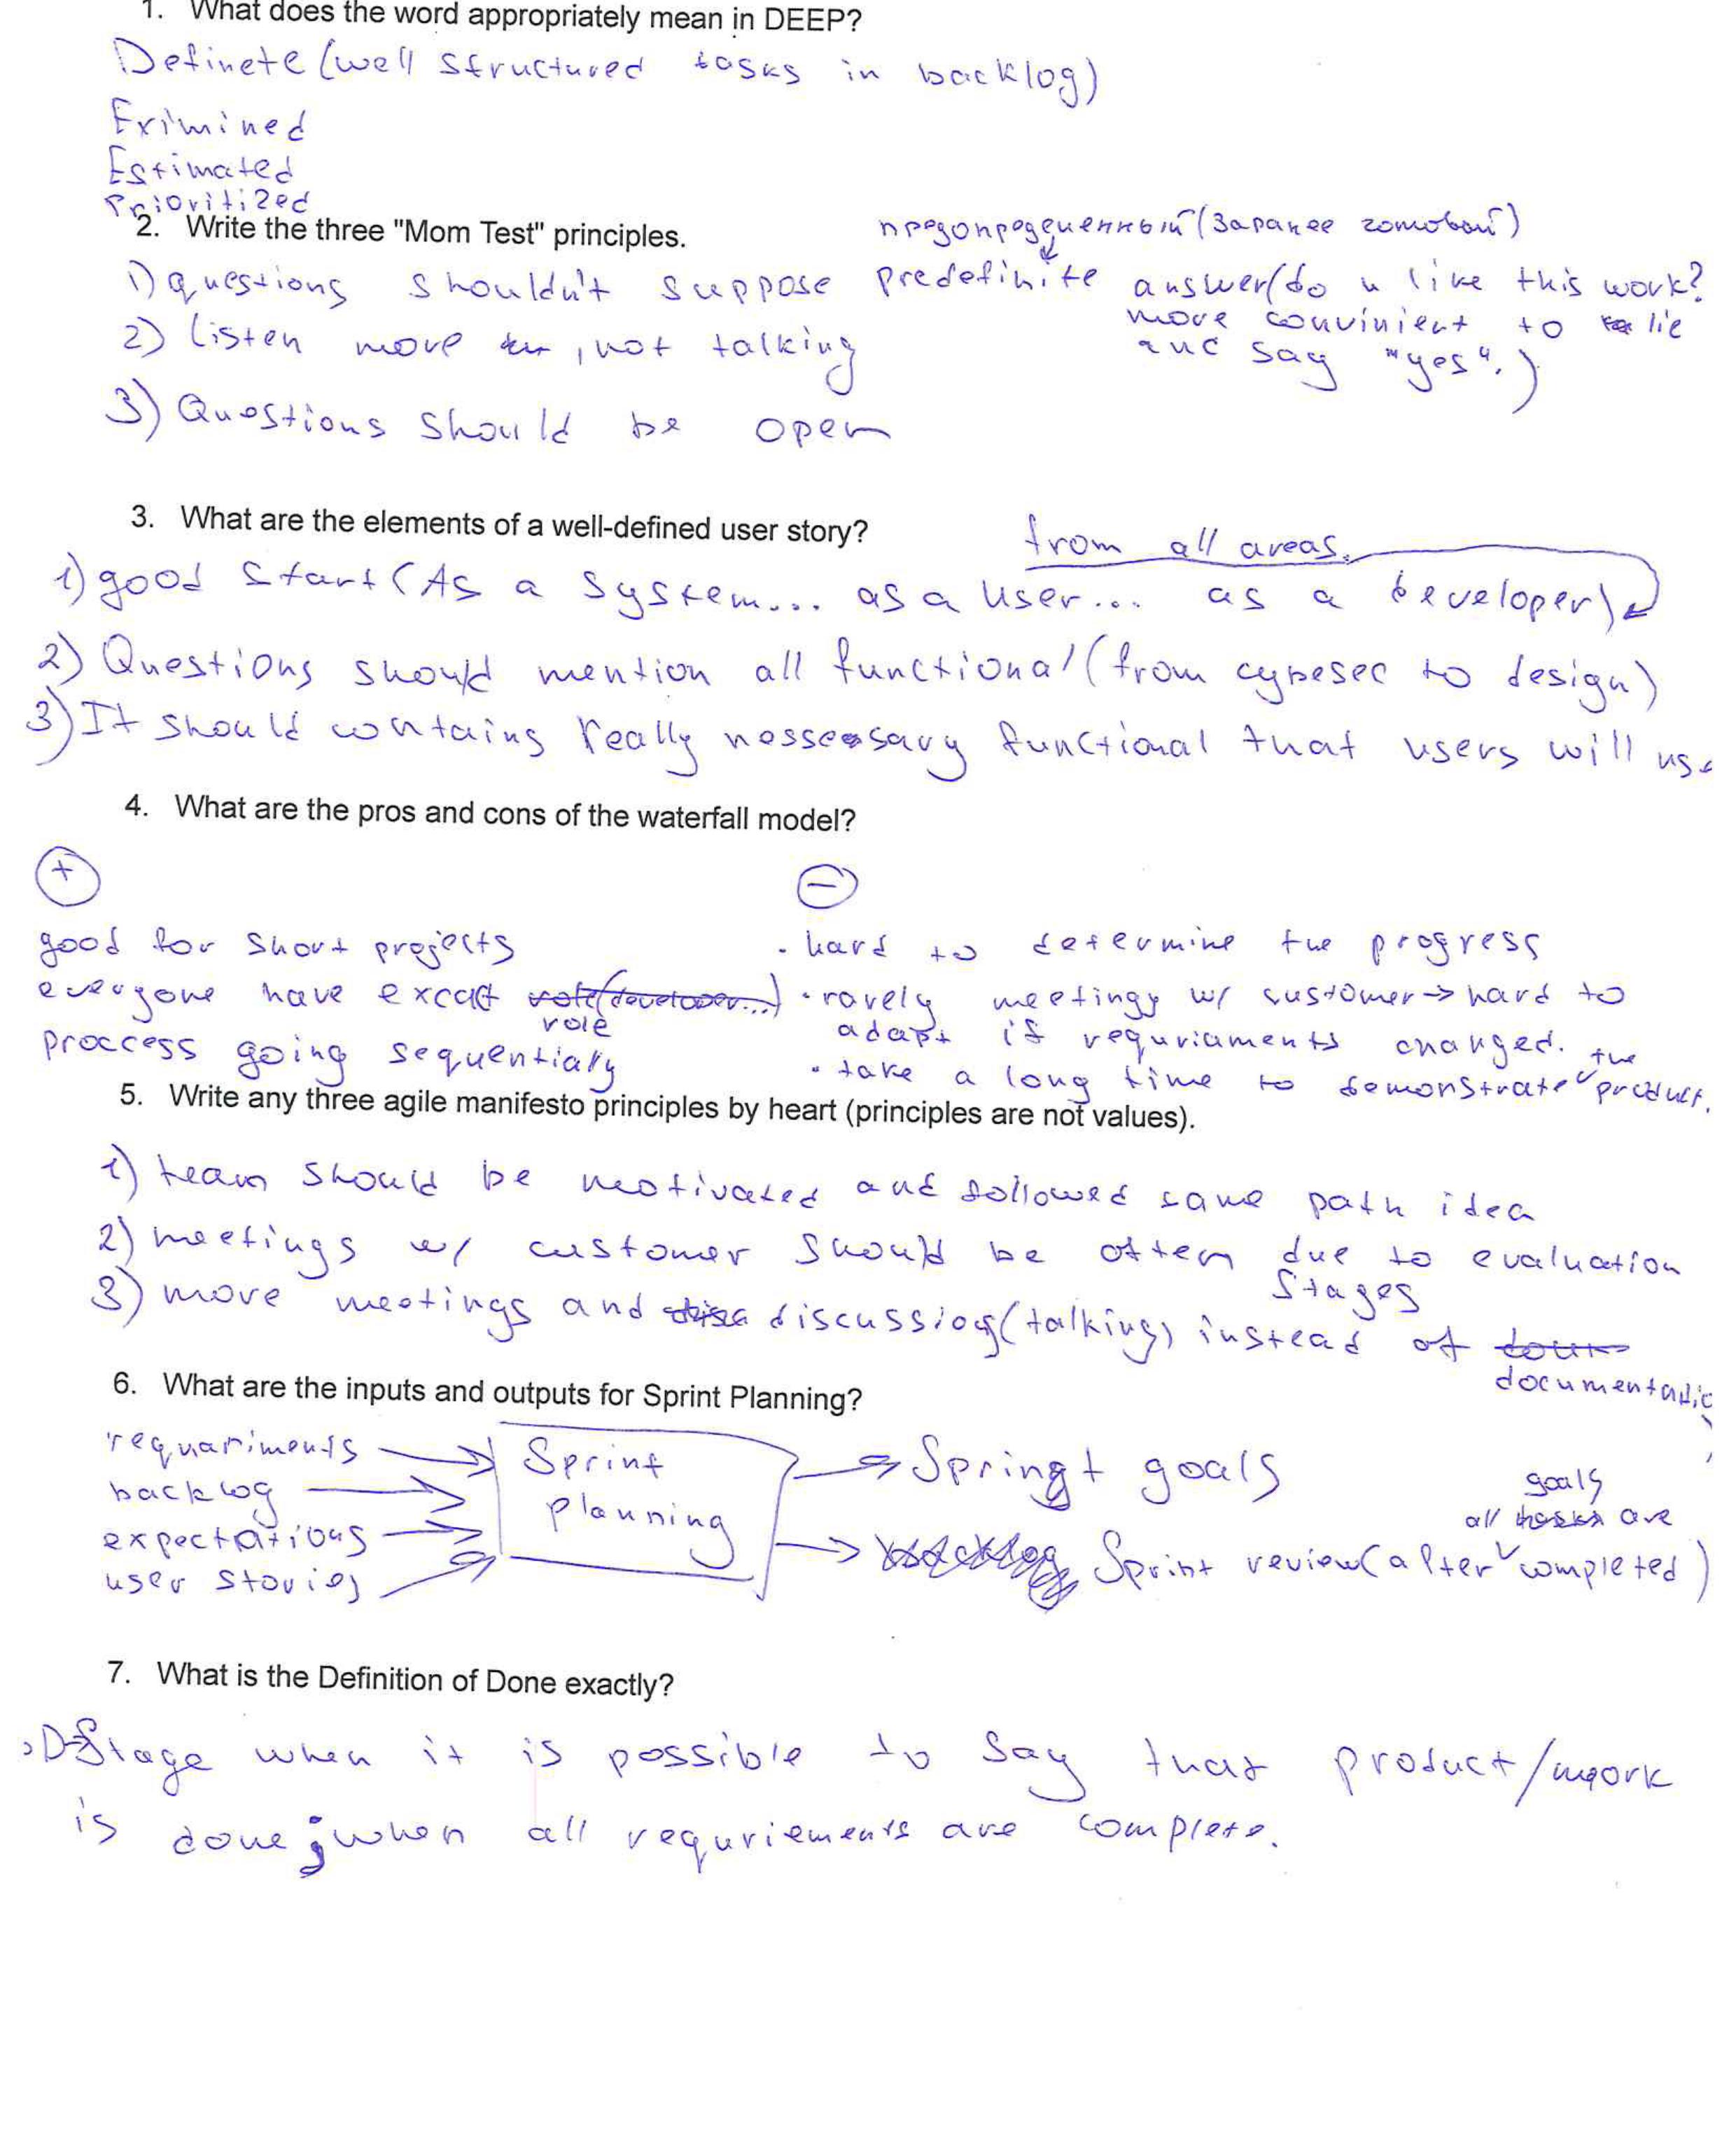 1. What does the word appropriately mean in DEEP?
Definete (well structured tasks in backlog)
Eximined
Estimated
Prioritized
2. Write the three "Mom Test" principles.
предопределенный (заранее готовый)
1) questions shouldn't suppose predefinite answer (do u like this work?
more convinient to lie
and say "yes".)
2) listen more, not talking
3) Questions should be open
3. What are the elements of a well-defined user story?
from all areas.
1) good start (As a system... as a user... as a developer)
2) Questions should mention all functional (from cypesec to design)
3) It should contains really nessesary functional that users will use
4. What are the pros and cons of the waterfall model?
+ −
good for short projects · hard to determine the progress
everyone have excact role (developer...) · rarely meetingy w/ customer → hard to
role adapt if requriaments changed.
proccess going sequentialy · take a long time to demonstrate the product.
5. Write any three agile manifesto principles by heart (principles are not values).
1) team should be motivated and followed same path idea
2) meetings w/ customer should be often due to evaluation
stages
3) more meetings and discussion (talking) instead of
documentatio
6. What are the inputs and outputs for Sprint Planning?
requariments → Sprint planning → Springt goals
backlog
expectations → Sprint review (after all goals are completed)
user stories
7. What is the Definition of Done exactly?
Stage when it is possible to say that product/work
is done; when all requriements are complete.